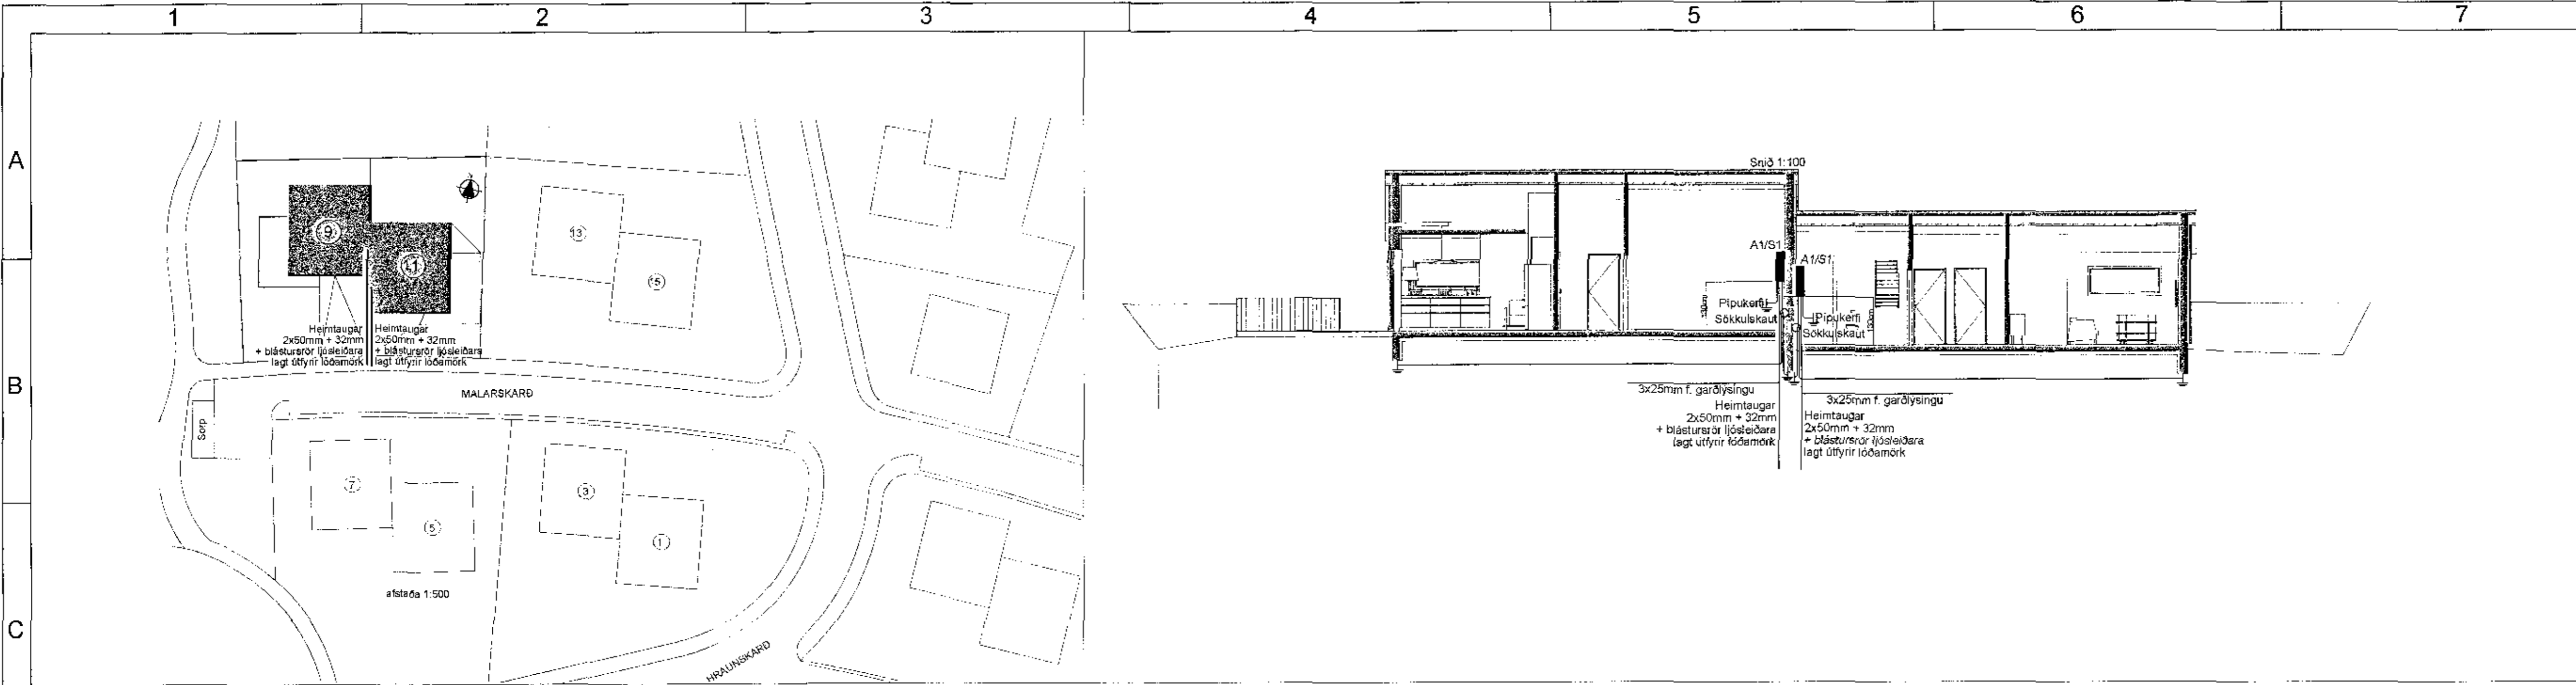 1
2
3
4
5
6
7
A
B
C
9
11
13
15
Heimtaugar
2x50mm + 32mm
+ blástursrör ljósleiðara
lagt útfyrir lóðamörk
Heimtaugar
2x50mm + 32mm
+ blástursrör ljósleiðara
lagt útfyrir lóðamörk
MALARSKARÐ
Sorp
7
5
3
1
afstaða 1:500
HRAUNSKARÐ
Snið 1:100
A1/S1
A1/S1
Pípukerfi
Sökkulskaut
Pípukerfi
Sökkulskaut
3x25mm f. garðlýsingu
Heimtaugar
2x50mm + 32mm
+ blástursrör ljósleiðara
lagt útfyrir lóðamörk
3x25mm f. garðlýsingu
Heimtaugar
2x50mm + 32mm
+ blástursrör ljósleiðara
lagt útfyrir lóðamörk